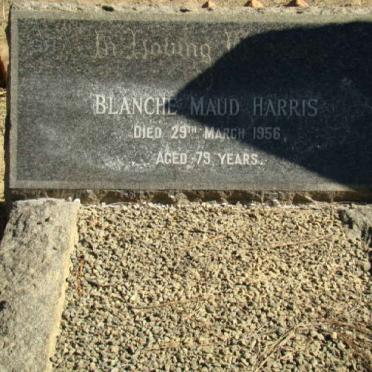 In Loving
BLANCHE MAUD HARRIS
DIED 29TH MARCH 1956.
AGED 79 YEARS.